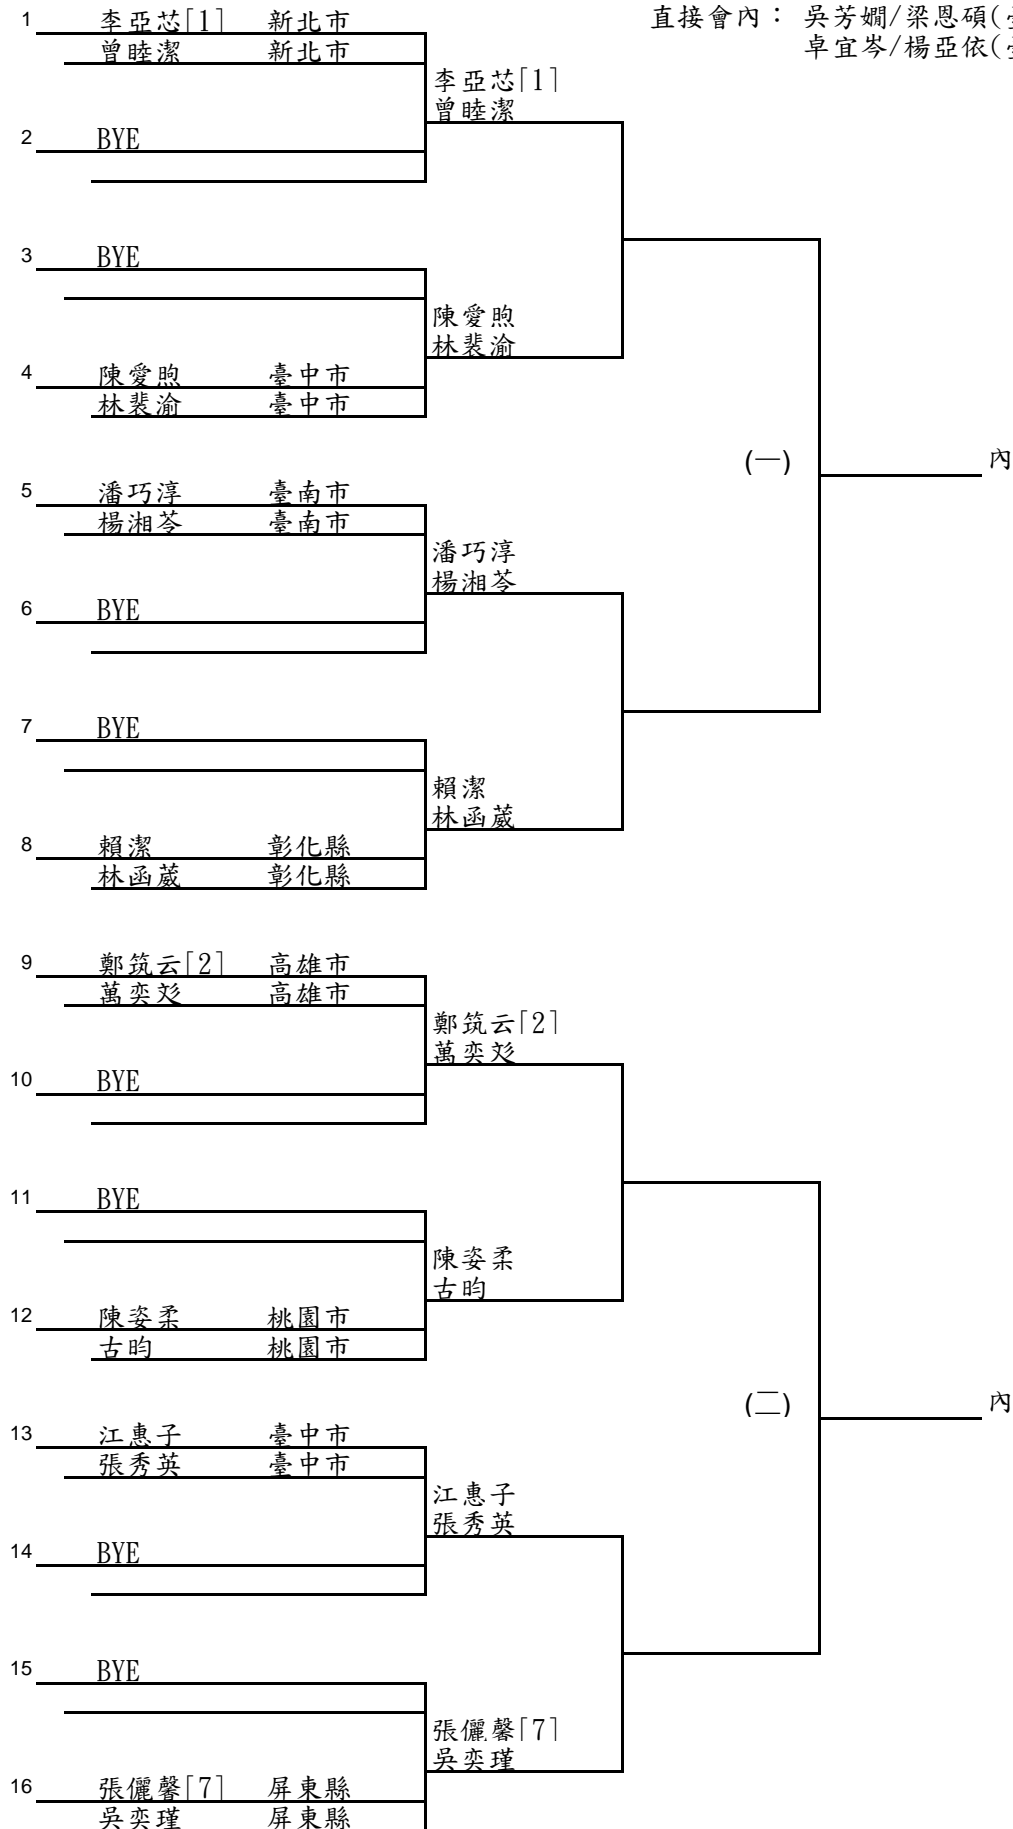 直接會內： 吳芳嫺/梁恩碩(
卓宜岑/楊亞依(
1 李亞芯[1] 新北市
曾睦潔 新北市
李亞芯[1]
曾睦潔
2 BYE
3 BYE
陳愛煦
林裴渝
4 陳愛煦 臺中市
林裴渝 臺中市
(一) 內
5 潘巧淳 臺南市
楊湘苓 臺南市
潘巧淳
楊湘苓
6 BYE
7 BYE
賴潔
林函葳
8 賴潔 彰化縣
林函葳 彰化縣
9 鄭筑云[2] 高雄市
萬奕彣 高雄市
鄭筑云[2]
萬奕彣
10 BYE
11 BYE
陳姿柔
古昀
12 陳姿柔 桃園市
古昀 桃園市
(二) 內
13 江惠子 臺中市
張秀英 臺中市
江惠子
張秀英
14 BYE
15 BYE
張儷馨[7]
吳奕瑾
16 張儷馨[7] 屏東縣
吳奕瑾 屏東縣